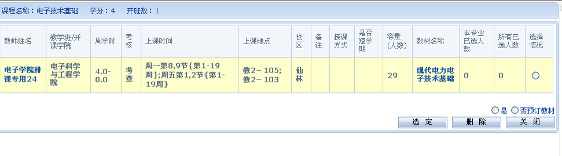 课程名称：电子技术基础 学分：4 开班数：1
教师姓名 教学班/开课学院 周学时 考核 上课时间 上课地点 校区 备注 授课方式 是否短学期 容量(人数) 教材名称 本专业已选人数 所有已选人数 选择情况
电子学院排课专用24 电子科学与工程学院 4.0-0.0 考查 周一第8,9节{第1-19周};周五第1,2节{第1-19周} 教2-105;教2-103 仙林 29 现代电力电子技术基础 0 0
是 否预订教材
选 定 删 除 关 闭